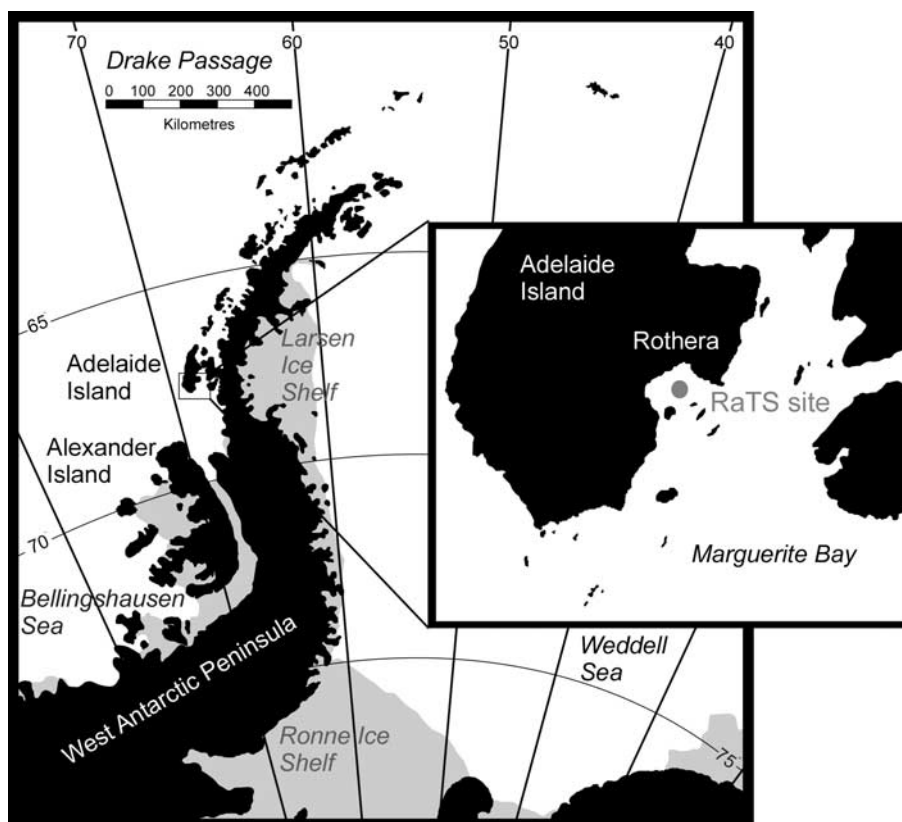 70
60
50
40
Drake Passage
0 100 200 300 400
Kilometres
65
Larsen
Ice
Shelf
Adelaide
Island
Alexander
Island
70
Bellingshausen
Sea
West Antarctic Peninsula
Ronne Ice
Shelf
Weddell
Sea
75
Adelaide
Island
Rothera
RaTS site
Marguerite Bay